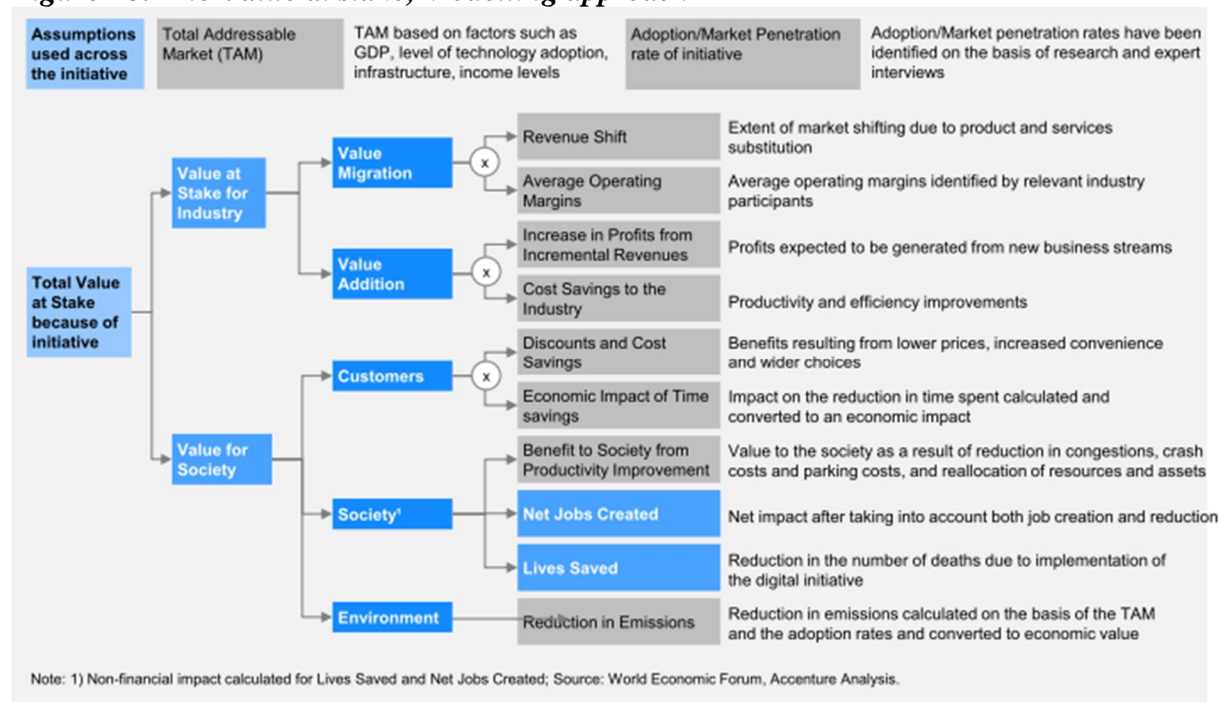 Assumptions
used across
the initiative
Total Addressable
Market (TAM)
TAM based on factors such as
GDP, level of technology adoption,
infrastructure, income levels
Adoption/Market Penetration
rate of initiative
Adoption/Market penetration rates have been
identified on the basis of research and expert
interviews
Total Value
at Stake
because of
initiative
Value at
Stake for
Industry
Value
Migration
x
Revenue Shift
Extent of market shifting due to product and services
substitution
Average Operating
Margins
Average operating margins identified by relevant industry
participants
Value
Addition
x
Increase in Profits from
Incremental Revenues
Profits expected to be generated from new business streams
Cost Savings to the
Industry
Productivity and efficiency improvements
Value for
Society
Customers
x
Discounts and Cost
Savings
Benefits resulting from lower prices, increased convenience
and wider choices
Economic Impact of Time
savings
Impact on the reduction in time spent calculated and
converted to an economic impact
Society¹
Benefit to Society from
Productivity Improvement
Value to the society as a result of reduction in congestions, crash
costs and parking costs, and reallocation of resources and assets
Net Jobs Created
Net impact after taking into account both job creation and reduction
Lives Saved
Reduction in the number of deaths due to implementation of
the digital initiative
Environment
Reduction in Emissions
Reduction in emissions calculated on the basis of the TAM
and the adoption rates and converted to economic value
Note: 1) Non-financial impact calculated for Lives Saved and Net Jobs Created; Source: World Economic Forum, Accenture Analysis.